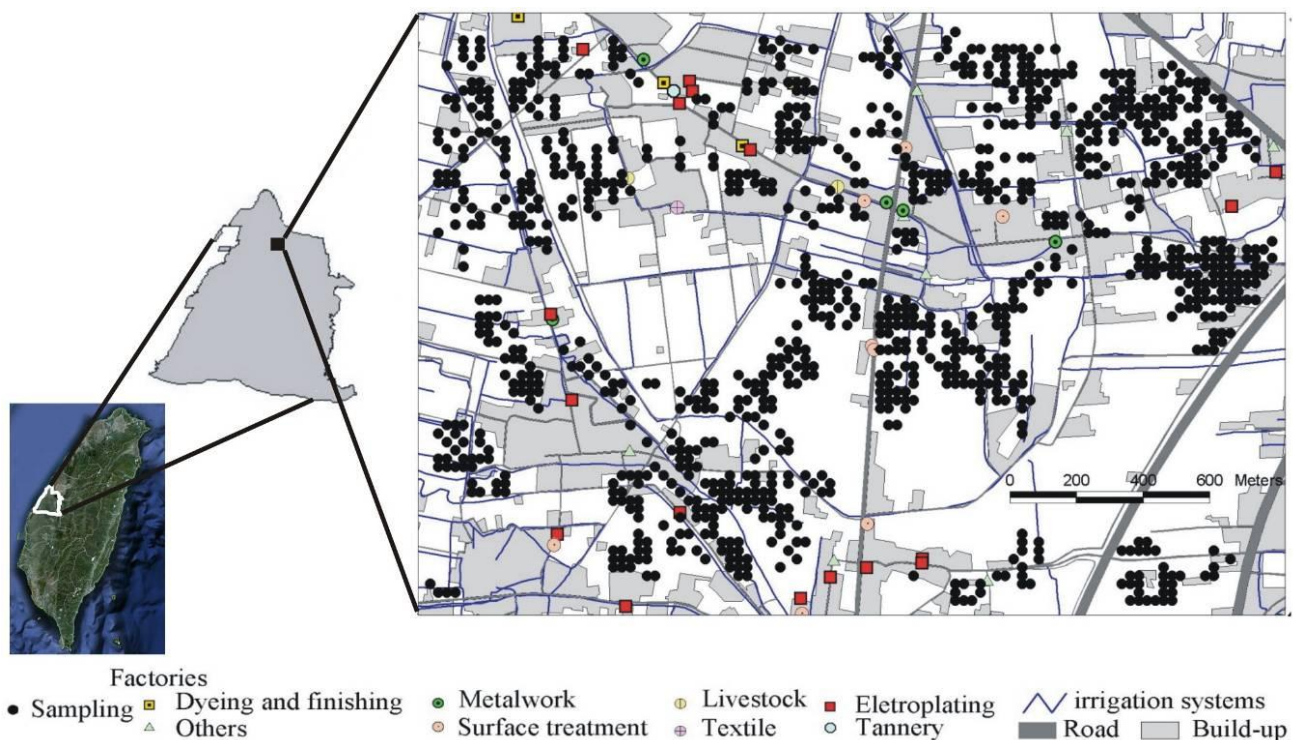 0 200 400 600 Meters
Factories
Sampling Dyeing and finishing Metalwork Livestock Eletroplating irrigation systems
Others Surface treatment Textile Tannery Road Build-up